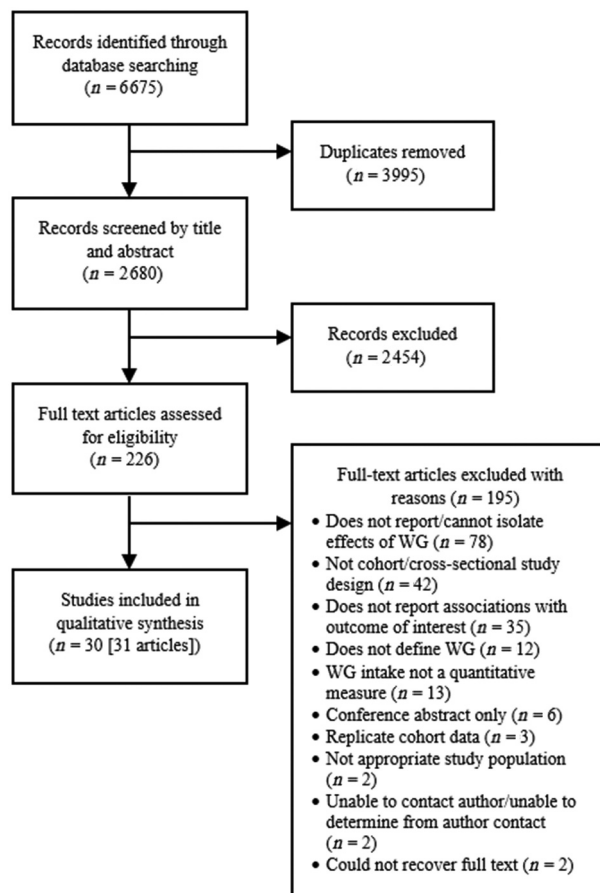 Records identified through
database searching
(n = 6675)
Duplicates removed
(n = 3995)
Records screened by title
and abstract
(n = 2680)
Records excluded
(n = 2454)
Full text articles assessed
for eligibility
(n = 226)
Full-text articles excluded with
reasons (n = 195)
• Does not report/cannot isolate
effects of WG (n = 78)
• Not cohort/cross-sectional study
design (n = 42)
• Does not report associations with
outcome of interest (n = 35)
• Does not define WG (n = 12)
• WG intake not a quantitative
measure (n = 13)
• Conference abstract only (n = 6)
• Replicate cohort data (n = 3)
• Not appropriate study population
(n = 2)
• Unable to contact author/unable to
determine from author contact
(n = 2)
• Could not recover full text (n = 2)
Studies included in
qualitative synthesis
(n = 30 [31 articles])